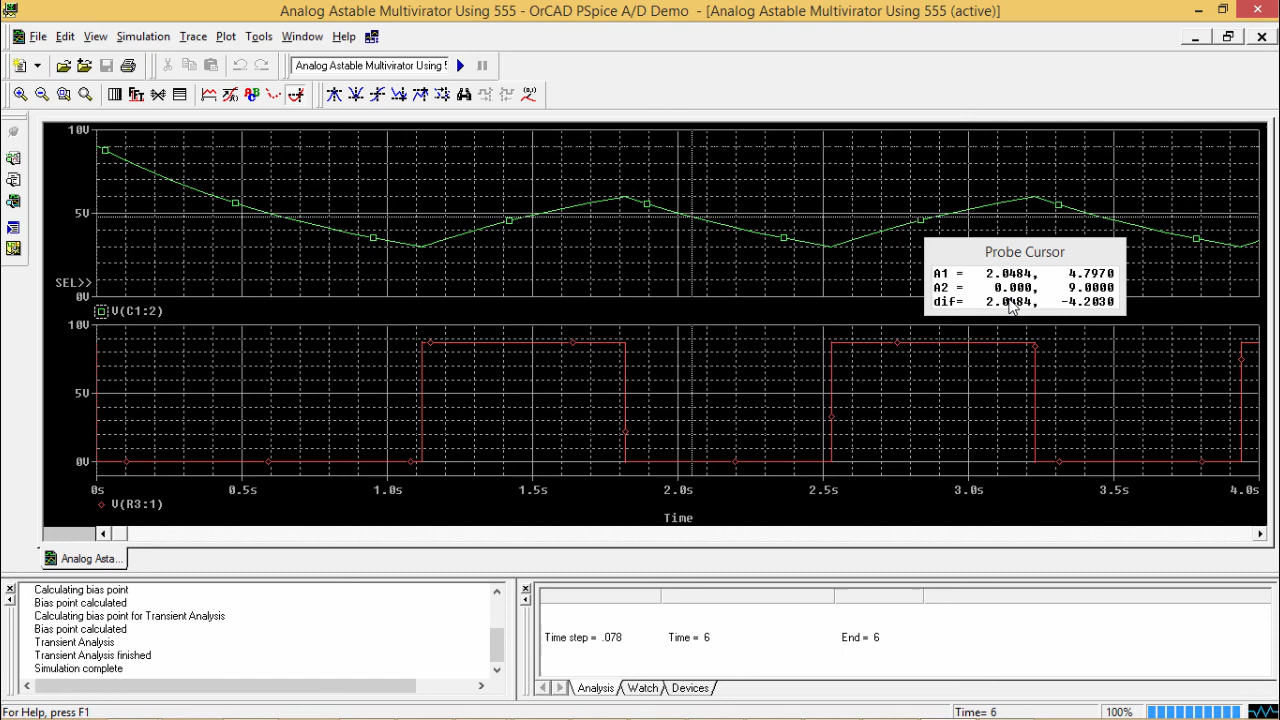 Analog Astable Multivirator Using 555 - OrCAD PSpice A/D Demo - [Analog Astable Multivirator Using 555 (active)]
File Edit View Simulation Trace Plot Tools Window Help
Analog Astable Multivirator Using 5
10V
5V
SEL>>
0V
V(C1:2)
Probe Cursor
A1 = 2.0484, 4.7970
A2 = 0.000, 9.0000
dif= 2.0484, -4.2030
10V
5V
0V
0s 0.5s 1.0s 1.5s 2.0s 2.5s 3.0s 3.5s 4.0s
V(R3:1)
Time
Analog Asta...
Calculating bias point
Bias point calculated
Calculating bias point for Transient Analysis
Bias point calculated
Transient Analysis
Transient Analysis finished
Simulation complete
Time step = .078 Time = 6 End = 6
Analysis Watch Devices
For Help, press F1 Time= 6 100%